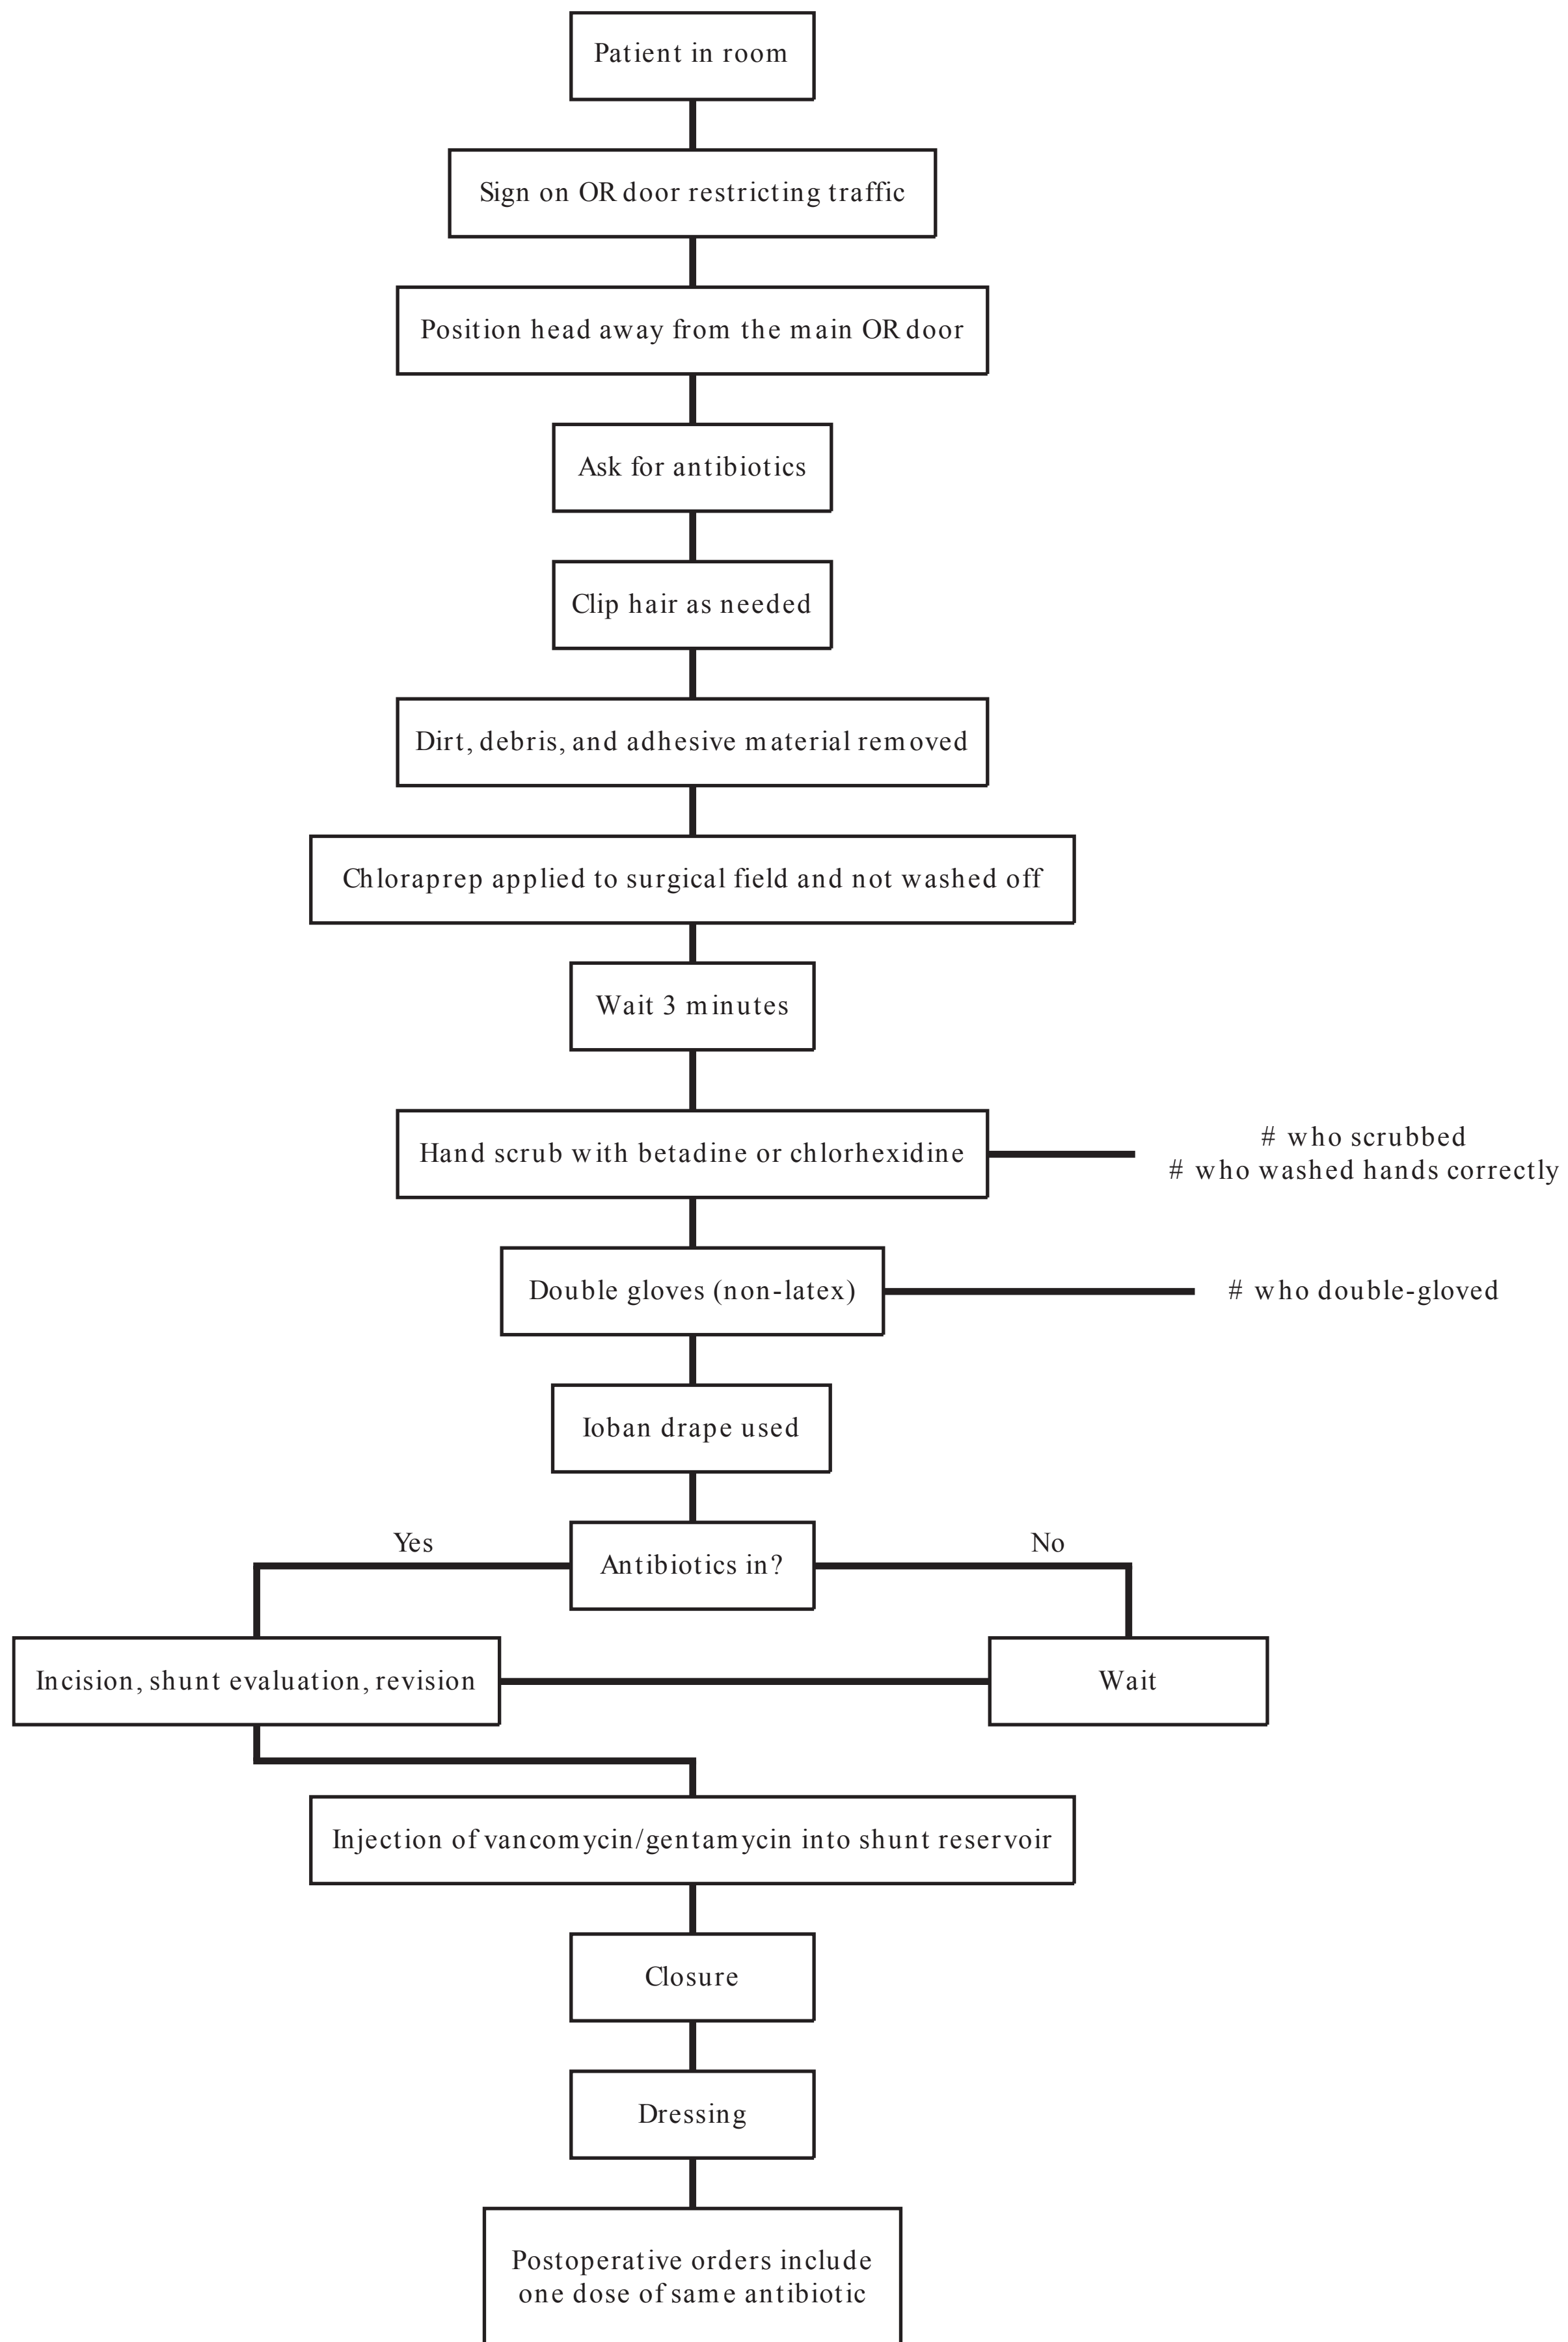 Patient in room
Sign on OR door restricting traffic
Position head away from the main OR door
Ask for antibiotics
Clip hair as needed
Dirt, debris, and adhesive material removed
Chloraprep applied to surgical field and not washed off
Wait 3 minutes
Hand scrub with betadine or chlorhexidine
# who scrubbed
# who washed hands correctly
Double gloves (non-latex)
# who double-gloved
Ioban drape used
Antibiotics in?
Yes
No
Incision, shunt evaluation, revision
Wait
Injection of vancomycin/gentamycin into shunt reservoir
Closure
Dressing
Postoperative orders include
one dose of same antibiotic